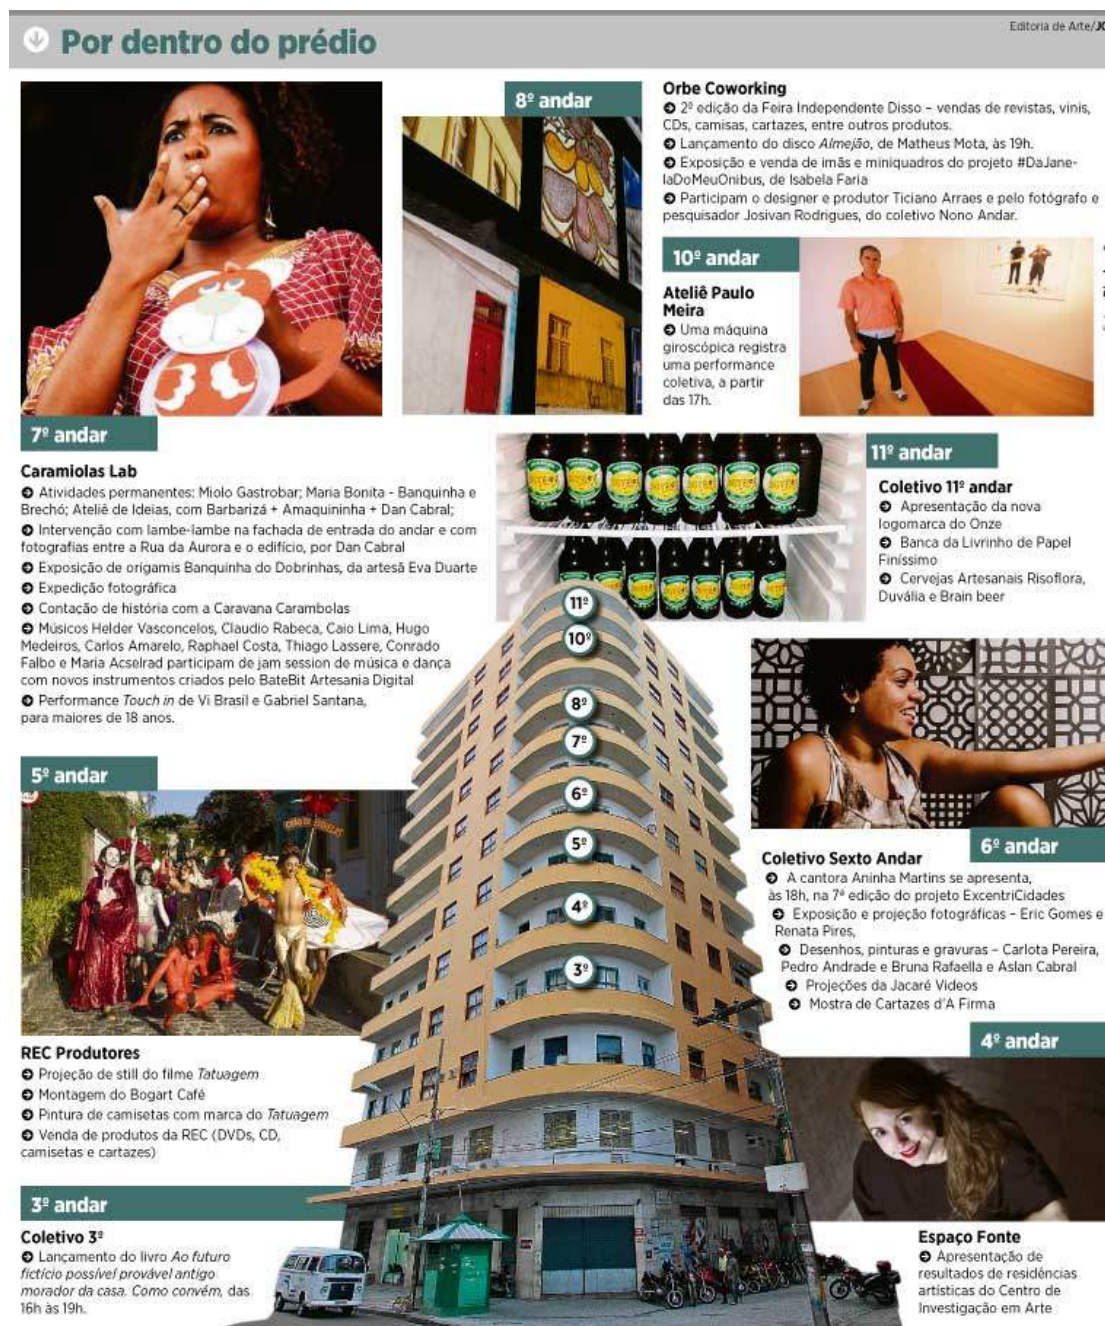 Editoria de Arte/JC
Por dentro do prédio
8º andar
Orbe Coworking
2ª edição da Feira Independente Disso – vendas de revistas, vinis,
CDs, camisas, cartazes, entre outros produtos.
Lançamento do disco Almejão, de Matheus Mota, às 19h.
Exposição e venda de imãs e miniquadros do projeto #DaJane-
laDoMeuOnibus, de Isabela Faria
Participam o designer e produtor Ticiano Arraes e pelo fotógrafo e
pesquisador Josivan Rodrigues, do coletivo Nono Andar.
10º andar
Ateliê Paulo
Meira
Uma máquina
giroscópica registra
uma performance
coletiva, a partir
das 17h.
7º andar
Caramiolas Lab
Atividades permanentes: Miolo Gastrobar; Maria Bonita - Banquinha e
Brechó; Ateliê de Ideias, com Barbarizá + Amaquininha + Dan Cabral;
Intervenção com lambe-lambe na fachada de entrada do andar e com
fotografias entre a Rua da Aurora e o edifício, por Dan Cabral
Exposição de origamis Banquinha do Dobrinhas, da artesã Eva Duarte
Expedição fotográfica
Contação de história com a Caravana Carambolas
Músicos Helder Vasconcelos, Claudio Rabeca, Caio Lima, Hugo
Medeiros, Carlos Amarelo, Raphael Costa, Thiago Lassere, Conrado
Falbo e Maria Acselrad participam de jam session de música e dança
com novos instrumentos criados pelo BateBit Artesania Digital
Performance Touch in de Vi Brasil e Gabriel Santana,
para maiores de 18 anos.
11º andar
Coletivo 11º andar
Apresentação da nova
logomarca do Onze
Banca da Livrinho de Papel
Finíssimo
Cervejas Artesanais Risoflora,
Duvália e Brain beer
11º
10º
8º
7º
6º
5º
4º
3º
5º andar
REC Produtores
Projeção de still do filme Tatuagem
Montagem do Bogart Café
Pintura de camisetas com marca do Tatuagem
Venda de produtos da REC (DVDs, CD,
camisetas e cartazes)
6º andar
Coletivo Sexto Andar
A cantora Aninha Martins se apresenta,
às 18h, na 7ª edição do projeto ExcentriCidades
Exposição e projeção fotográficas – Eric Gomes e
Renata Pires,
Desenhos, pinturas e gravuras – Carlota Pereira,
Pedro Andrade e Bruna Rafaella e Aslan Cabral
Projeções da Jacaré Videos
Mostra de Cartazes d'A Firma
4º andar
Espaço Fonte
Apresentação de
resultados de residências
artísticas do Centro de
Investigação em Arte
3º andar
Coletivo 3º
Lançamento do livro Ao futuro
fictício possível provável antigo
morador da casa. Como convém, das
16h às 19h.